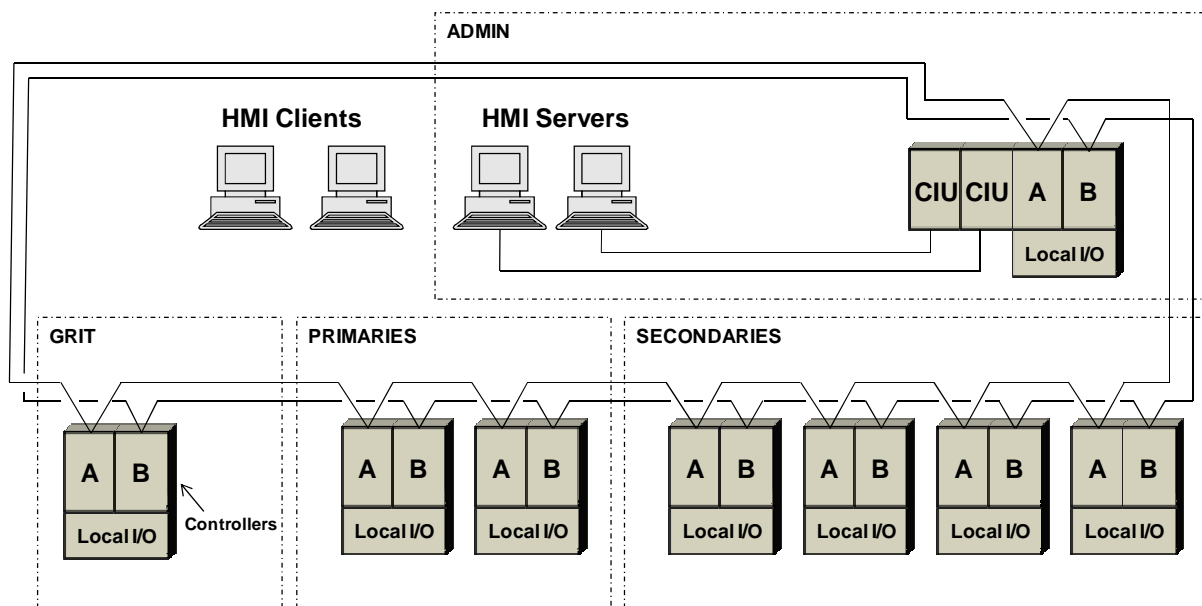 ADMIN
HMI Clients
HMI Servers
CIU CIU A B
Local I/O
GRIT
PRIMARIES
SECONDARIES
A B
A B
A B
A B
A B
A B
A B
Controllers
Local I/O
Local I/O
Local I/O
Local I/O
Local I/O
Local I/O
Local I/O